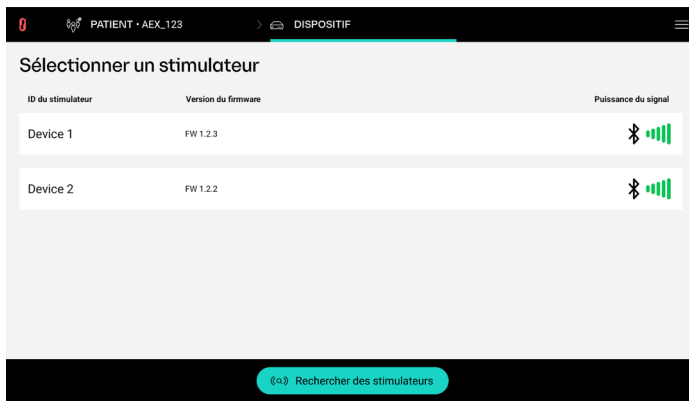 PATIENT • AEX_123 > DISPOSITIF
Sélectionner un stimulateur
ID du stimulateur Version du firmware Puissance du signal
Device 1 FW 1.2.3
Device 2 FW 1.2.2
Rechercher des stimulateurs